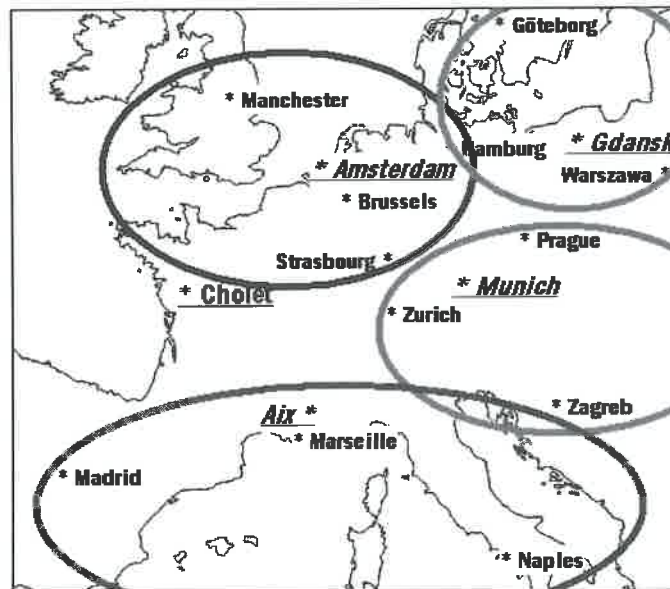 * Göteborg
* Manchester
Hamburg
* Gdansk
* Amsterdam
Warszawa *
* Brussels
* Prague
Strasbourg *
* Cholet
* Munich
* Zurich
Aix *
* Zagreb
* Marseille
* Madrid
* Naples